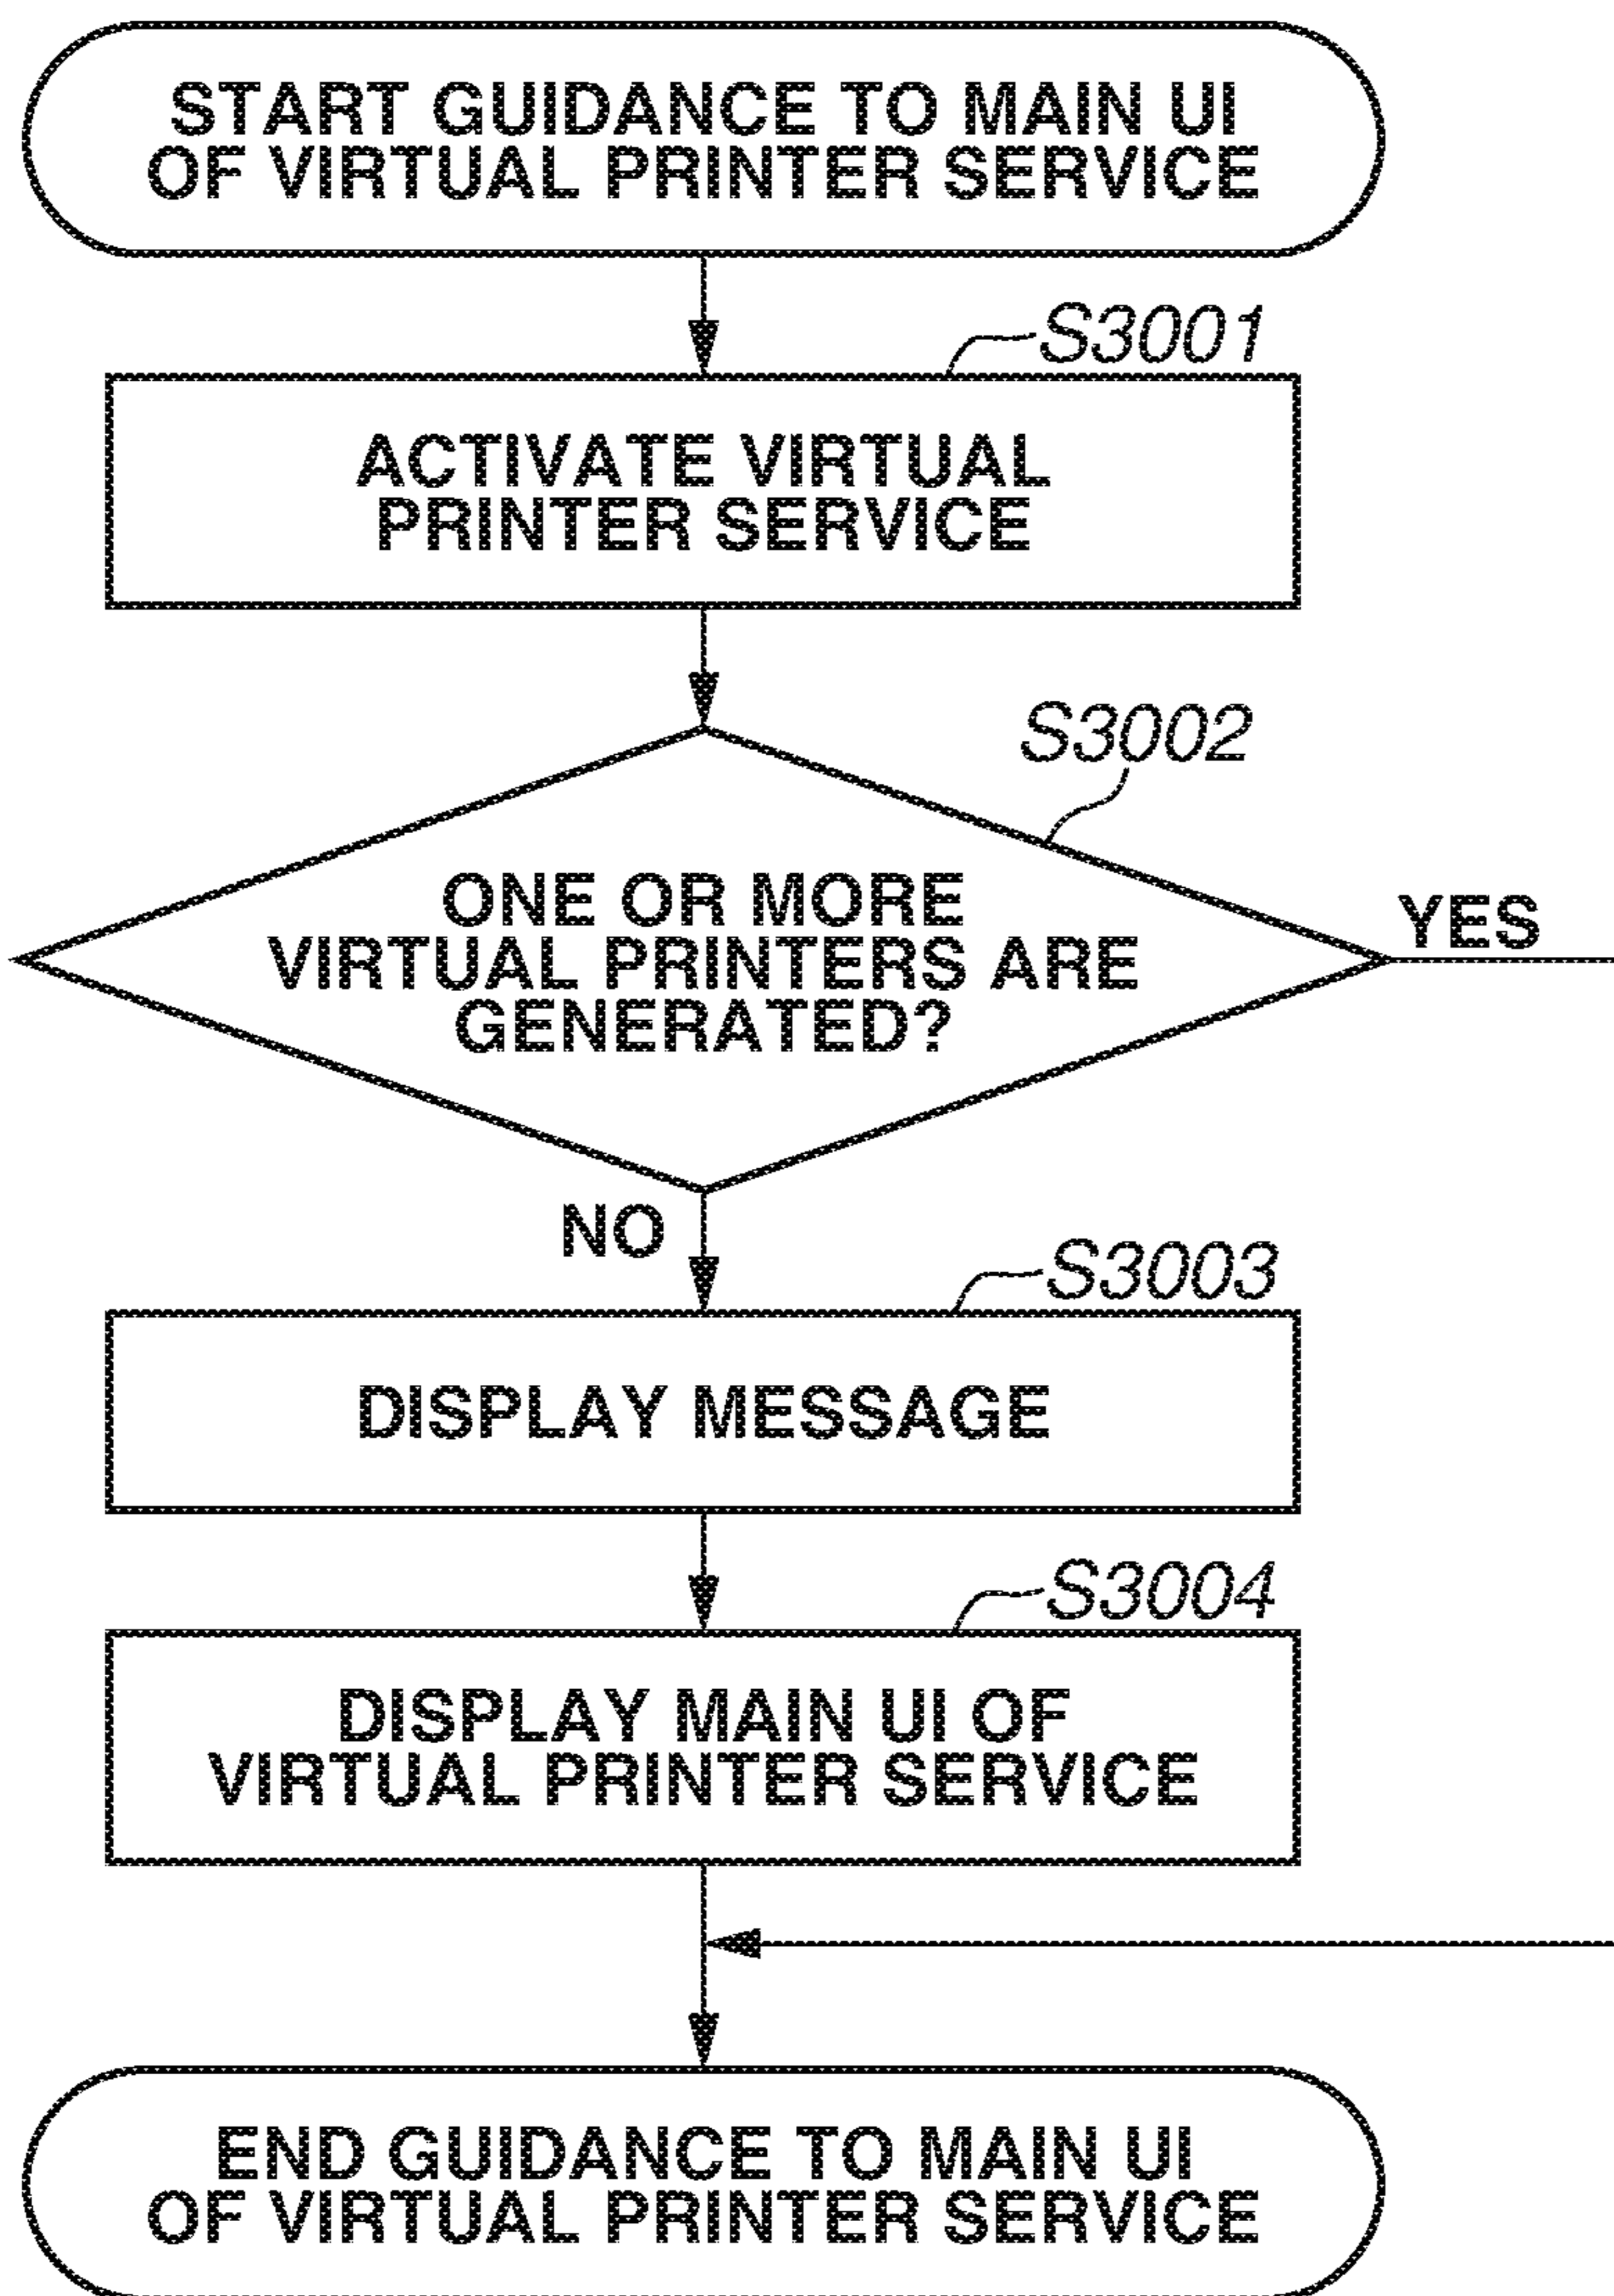 START GUIDANCE TO MAIN UI
OF VIRTUAL PRINTER SERVICE
S3001
ACTIVATE VIRTUAL
PRINTER SERVICE
S3002
ONE OR MORE
VIRTUAL PRINTERS ARE
GENERATED?
YES
NO
S3003
DISPLAY MESSAGE
S3004
DISPLAY MAIN UI OF
VIRTUAL PRINTER SERVICE
END GUIDANCE TO MAIN UI
OF VIRTUAL PRINTER SERVICE